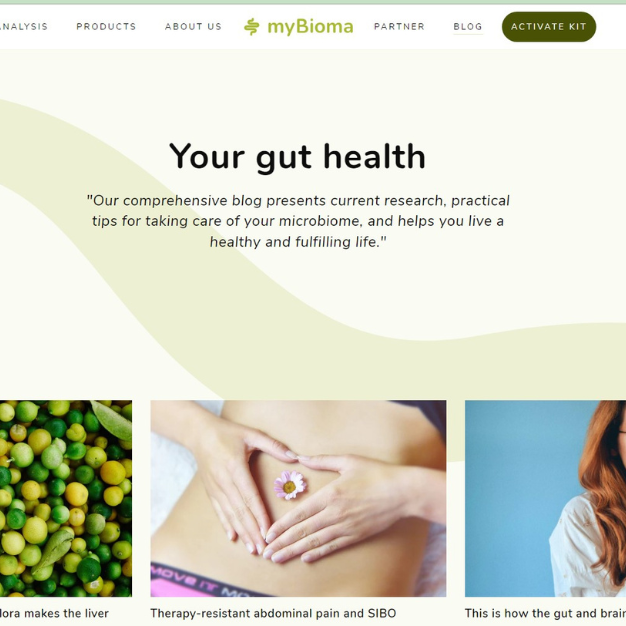 ANALYSIS PRODUCTS ABOUT US myBioma PARTNER BLOG ACTIVATE KIT
Your gut health
"Our comprehensive blog presents current research, practical
tips for taking care of your microbiome, and helps you live a
healthy and fulfilling life."
MOVE IT
makes the liver
Therapy-resistant abdominal pain and SIBO
This is how the gut and brain